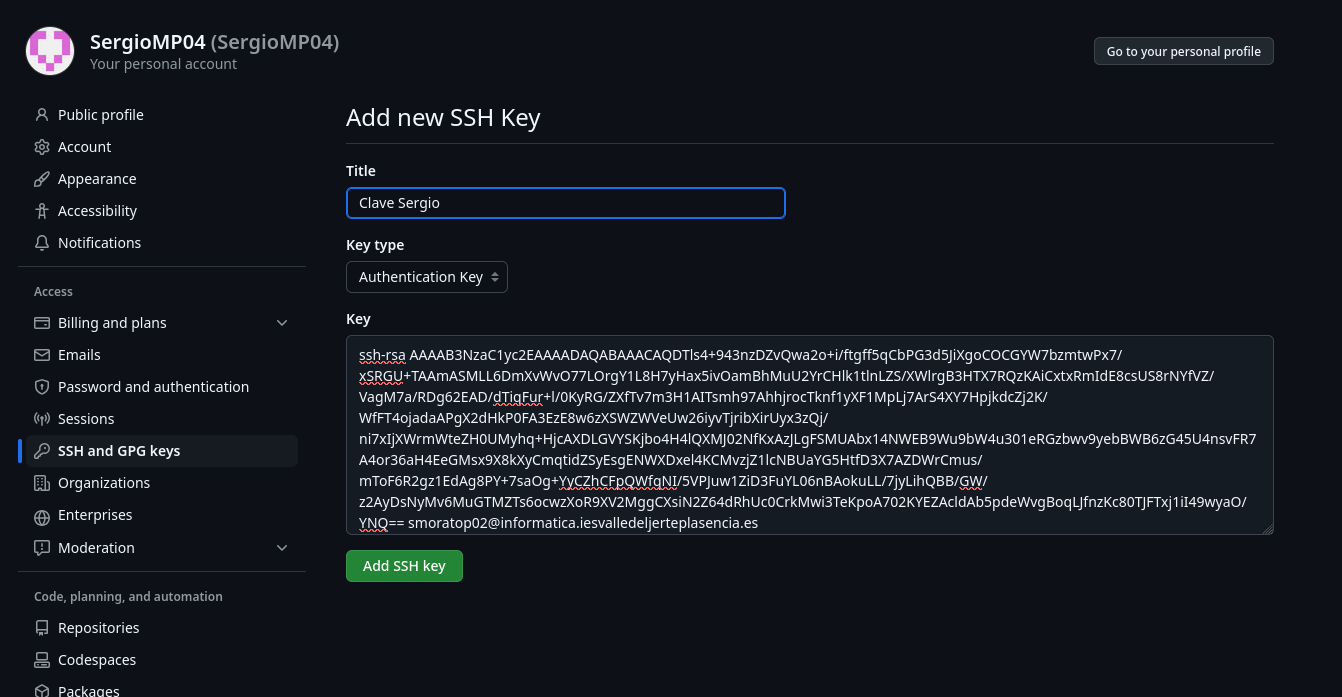 SergioMP04 (SergioMP04)
Your personal account
Go to your personal profile
Public profile
Account
Appearance
Accessibility
Notifications
Access
Billing and plans
Emails
Password and authentication
Sessions
SSH and GPG keys
Organizations
Enterprises
Moderation
Code, planning, and automation
Repositories
Codespaces
Packages
Add new SSH Key
Title
Clave Sergio
Key type
Authentication Key
Key
ssh-rsa AAAAB3NzaC1yc2EAAAADAQABAAACAQDTls4+943nzDZvQwa2o+i/ftgff5qCbPG3d5JiXgoCOCGYW7bzmtwPx7/
xSRGU+TAAmASMLL6DmXvWvO77LOrgY1L8H7yHax5ivOamBhMuU2YrCHlk1tlnLZS/XWlrgB3HTX7RQzKAiCxtxRmIdE8csUS8rNYfVZ/
VagM7a/RDg62EAD/dTiqFur+l/0KyRG/ZXfTv7m3H1AITsmh97AhhjrocTknf1yXF1MpLj7ArS4XY7HpjkdcZj2K/
WfFT4ojadaAPgX2dHkP0FA3EzE8w6zXSWZWVeUw26iyvTjribXirUyx3zQj/
ni7xIjXWrmWteZH0UMyhq+HjcAXDLGVYSKjbo4H4lQXMJ02NfKxAzJLgFSMUAbx14NWEB9Wu9bW4u301eRGzbwv9yebBWB6zG45U4nsvFR7
A4or36aH4EeGMsx9X8kXyCmqtidZSyEsgENWXDxel4KCMvzjZ1lcNBUaYG5HtfD3X7AZDWrCmus/
mToF6R2gz1EdAg8PY+7saOg+YyCZhCFpQWfqNI/5VPJuw1ZiD3FuYL06nBAokuLL/7jyLihQBB/GW/
z2AyDsNyMv6MuGTMZTs6ocwzXoR9XV2MggCXsiN2Z64dRhUc0CrkMwi3TeKpoA702KYEZAcldAb5pdeWvgBoqLJfnzKc80TJFTxj1iI49wyaO/
YNQ== smoratop02@informatica.iesvalledeljerteplasencia.es
Add SSH key